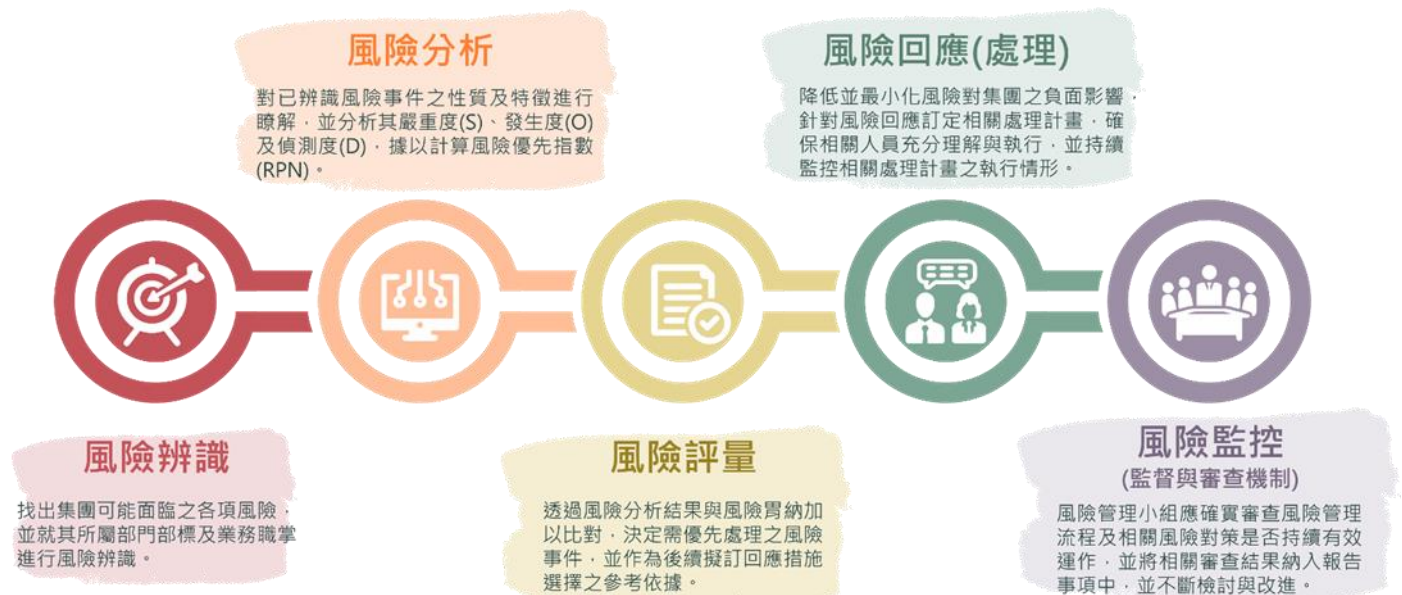 風險分析
對已辨識風險事件之性質及特徵進行
瞭解，並分析其嚴重度(S)、發生度(O)
及偵測度(D)，據以計算風險優先指數
(RPN)。
風險回應(處理)
降低並最小化風險對集團之負面影響，
針對風險回應訂定相關處理計畫，確
保相關人員充分理解與執行，並持續
監控相關處理計畫之執行情形。
風險辨識
找出集團可能面臨之各項風險，
並就其所屬部門部標及業務職掌
進行風險辨識。
風險評量
透過風險分析結果與風險胃納加
以比對，決定需優先處理之風險
事件，並作為後續擬訂回應措施
選擇之參考依據。
風險監控
(監督與審查機制)
風險管理小組應確實審查風險管理
流程及相關風險對策是否持續有效
運作，並將相關審查結果納入報告
事項中，並不斷檢討與改進。